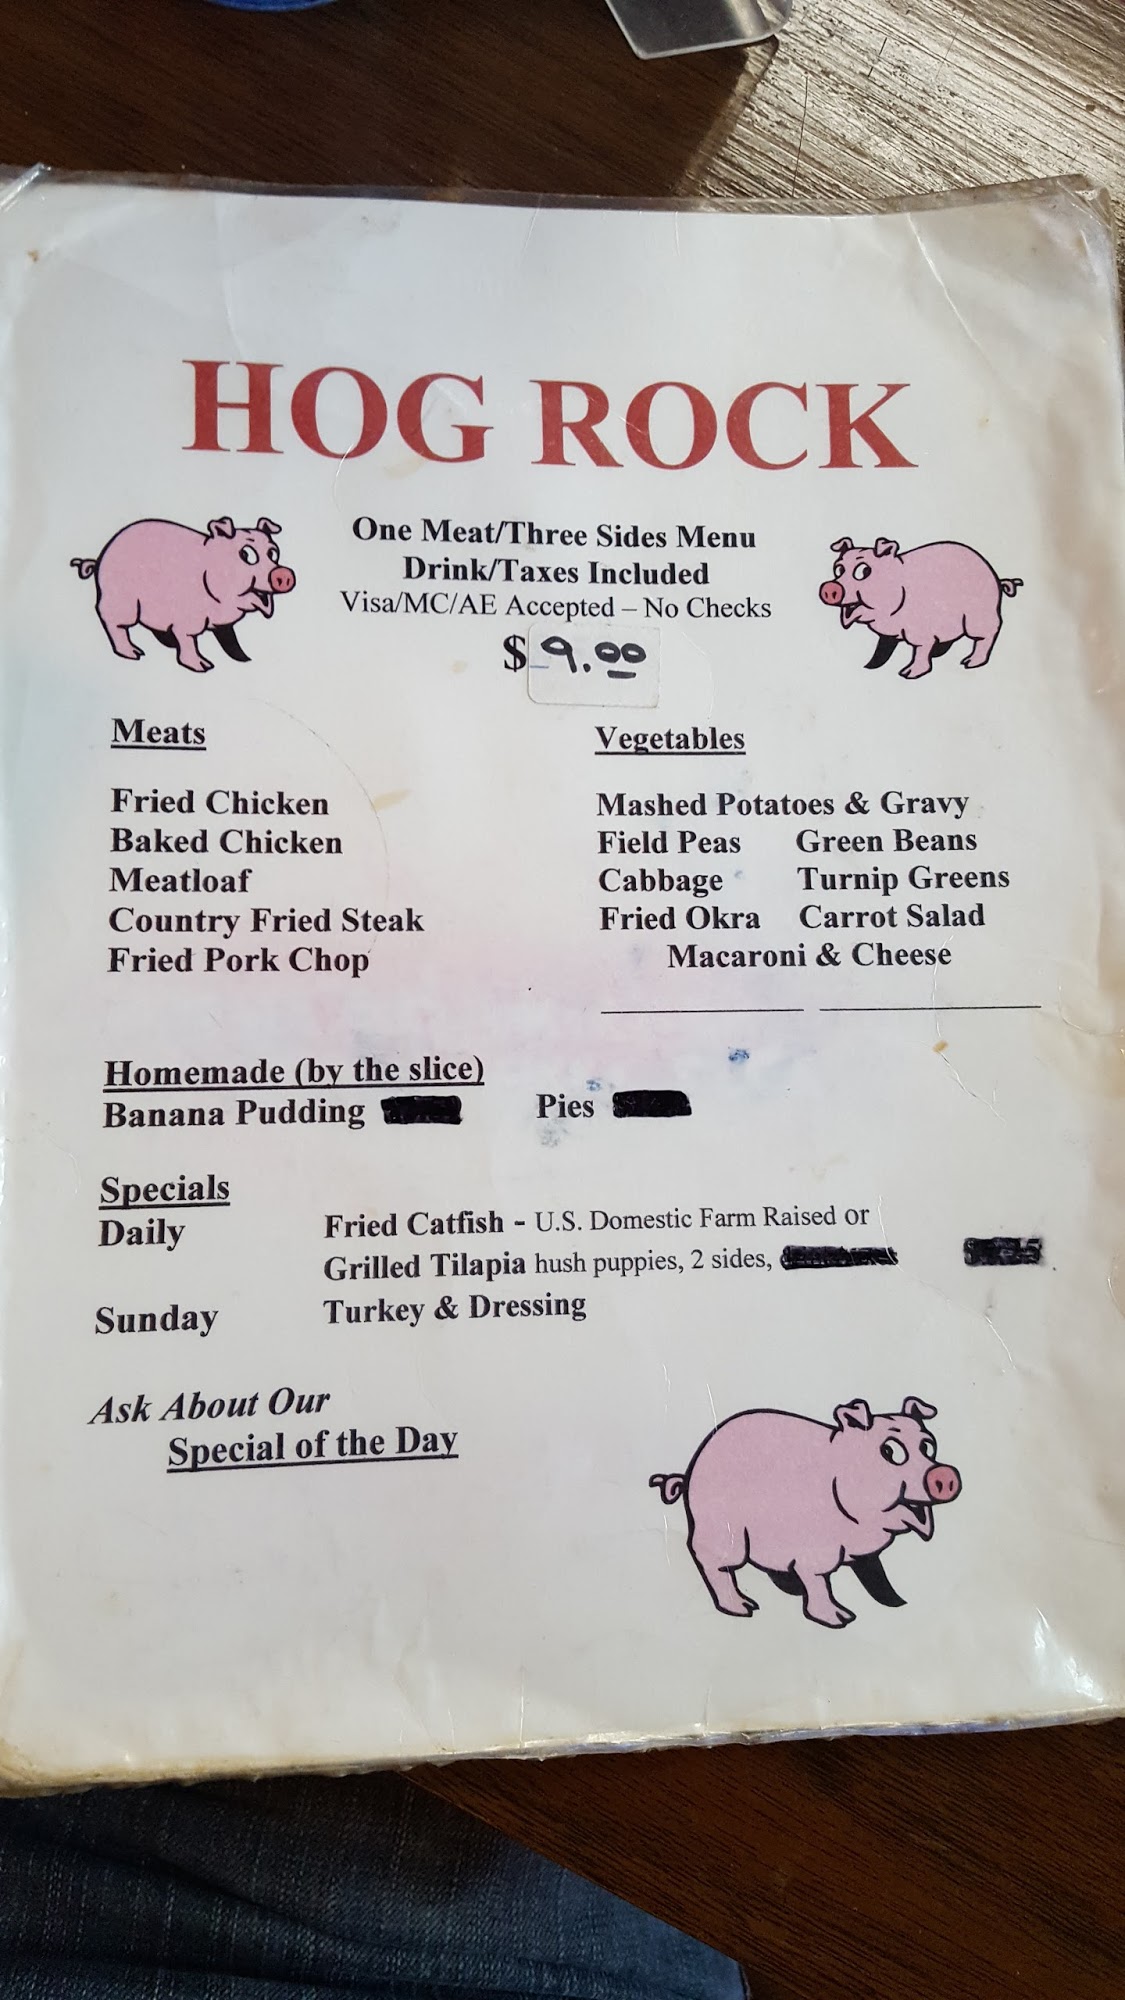 HOG ROCK
One Meat/Three Sides Menu
Drink/Taxes Included
Visa/MC/AE Accepted – No Checks
$ 9.00
Meats
Fried Chicken
Baked Chicken
Meatloaf
Country Fried Steak
Fried Pork Chop
Vegetables
Mashed Potatoes & Gravy
Field Peas Green Beans
Cabbage Turnip Greens
Fried Okra Carrot Salad
Macaroni & Cheese
Homemade (by the slice)
Banana Pudding Pies
Specials
Daily Fried Catfish - U.S. Domestic Farm Raised or
Grilled Tilapia hush puppies, 2 sides,
Sunday Turkey & Dressing
Ask About Our
Special of the Day